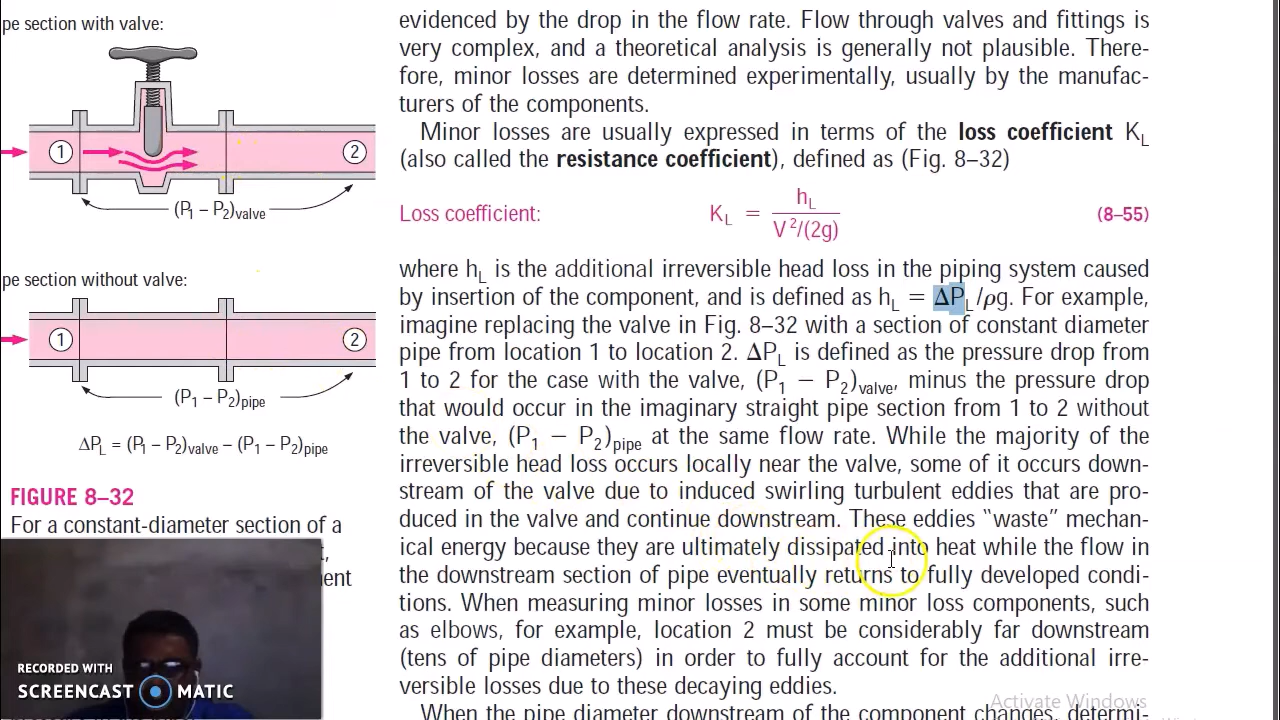 pe section with valve:
1
2
(P1 – P2)valve
pe section without valve:
1
2
(P1 – P2)pipe
ΔPL = (P1 – P2)valve – (P1 – P2)pipe
FIGURE 8–32
For a constant-diameter section of a
evidenced by the drop in the flow rate. Flow through valves and fittings is
very complex, and a theoretical analysis is generally not plausible. There-
fore, minor losses are determined experimentally, usually by the manufac-
turers of the components.
Minor losses are usually expressed in terms of the loss coefficient KL
(also called the resistance coefficient), defined as (Fig. 8–32)
Loss coefficient: KL = hL / V²/(2g) (8–55)
where hL is the additional irreversible head loss in the piping system caused
by insertion of the component, and is defined as hL = ΔPL/ρg. For example,
imagine replacing the valve in Fig. 8–32 with a section of constant diameter
pipe from location 1 to location 2. ΔPL is defined as the pressure drop from
1 to 2 for the case with the valve, (P1 – P2)valve, minus the pressure drop
that would occur in the imaginary straight pipe section from 1 to 2 without
the valve, (P1 – P2)pipe at the same flow rate. While the majority of the
irreversible head loss occurs locally near the valve, some of it occurs down-
stream of the valve due to induced swirling turbulent eddies that are pro-
duced in the valve and continue downstream. These eddies “waste” mechan-
ical energy because they are ultimately dissipated into heat while the flow in
the downstream section of pipe eventually returns to fully developed condi-
tions. When measuring minor losses in some minor loss components, such
as elbows, for example, location 2 must be considerably far downstream
(tens of pipe diameters) in order to fully account for the additional irre-
versible losses due to these decaying eddies.
When the pipe diameter downstream of the component changes, determi-
RECORDED WITH
SCREENCAST MATIC
Activate Windows